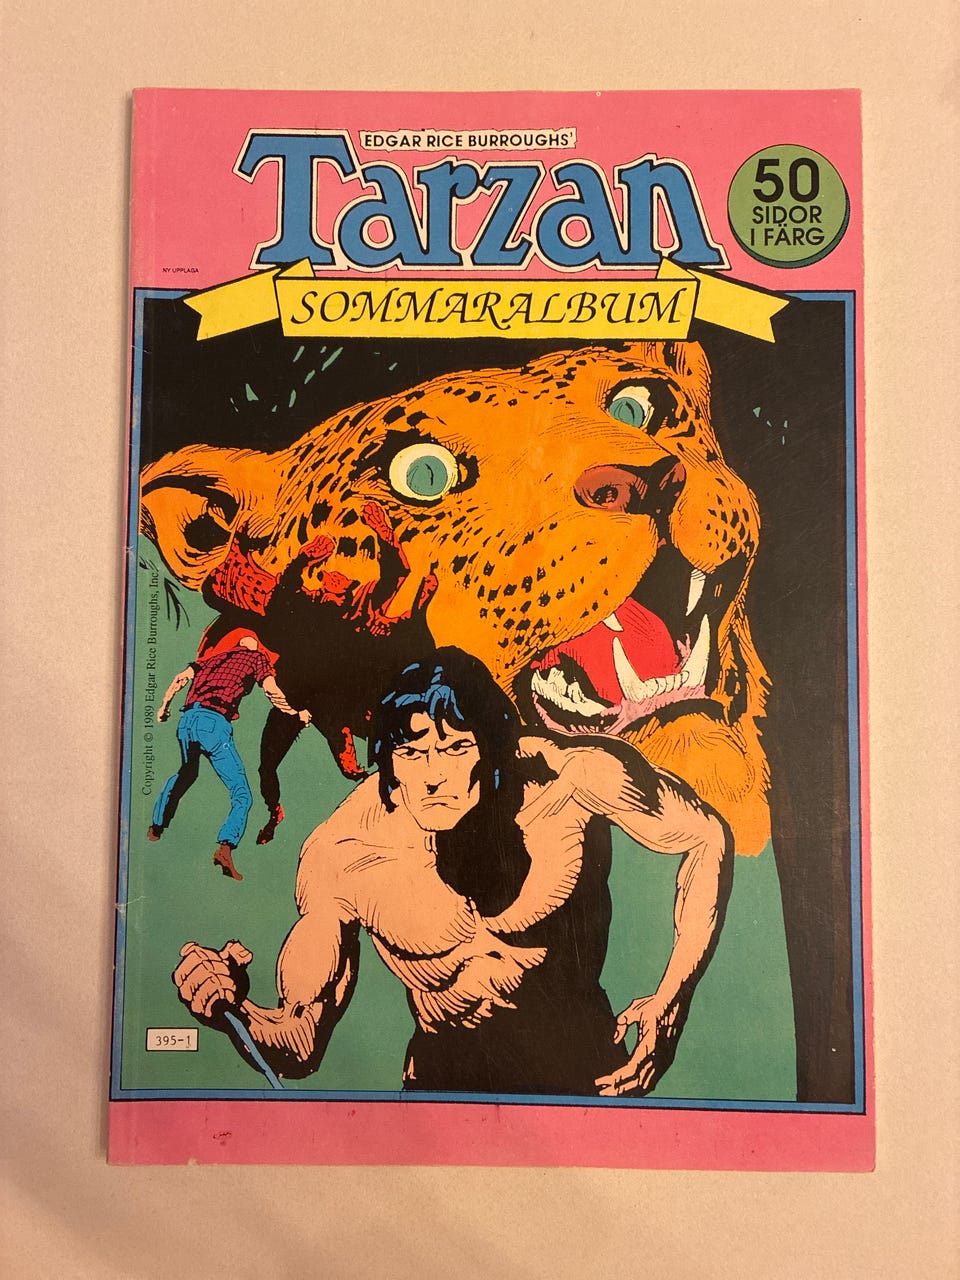 EDGAR RICE BURROUGHS'
Tarzan
50
SIDOR
I FÄRG
NY UPPLAGA
SOMMARALBUM
Copyright © 1989 Edgar Rice Burroughs, Inc.
395-1